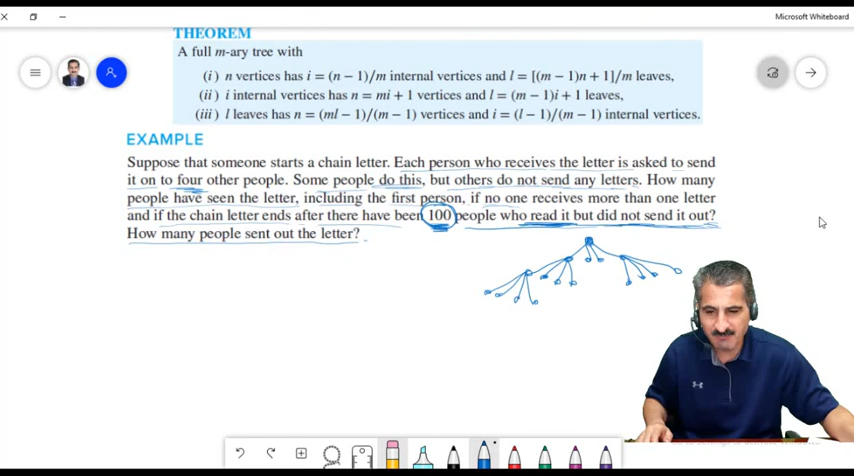 Microsoft Whiteboard
THEOREM
A full m-ary tree with
(i) n vertices has i = (n − 1)/m internal vertices and l = [(m − 1)n + 1]/m leaves,
(ii) i internal vertices has n = mi + 1 vertices and l = (m − 1)i + 1 leaves,
(iii) l leaves has n = (ml − 1)/(m − 1) vertices and i = (l − 1)/(m − 1) internal vertices.
EXAMPLE
Suppose that someone starts a chain letter. Each person who receives the letter is asked to send
it on to four other people. Some people do this, but others do not send any letters. How many
people have seen the letter, including the first person, if no one receives more than one letter
and if the chain letter ends after there have been 100 people who read it but did not send it out?
How many people sent out the letter?